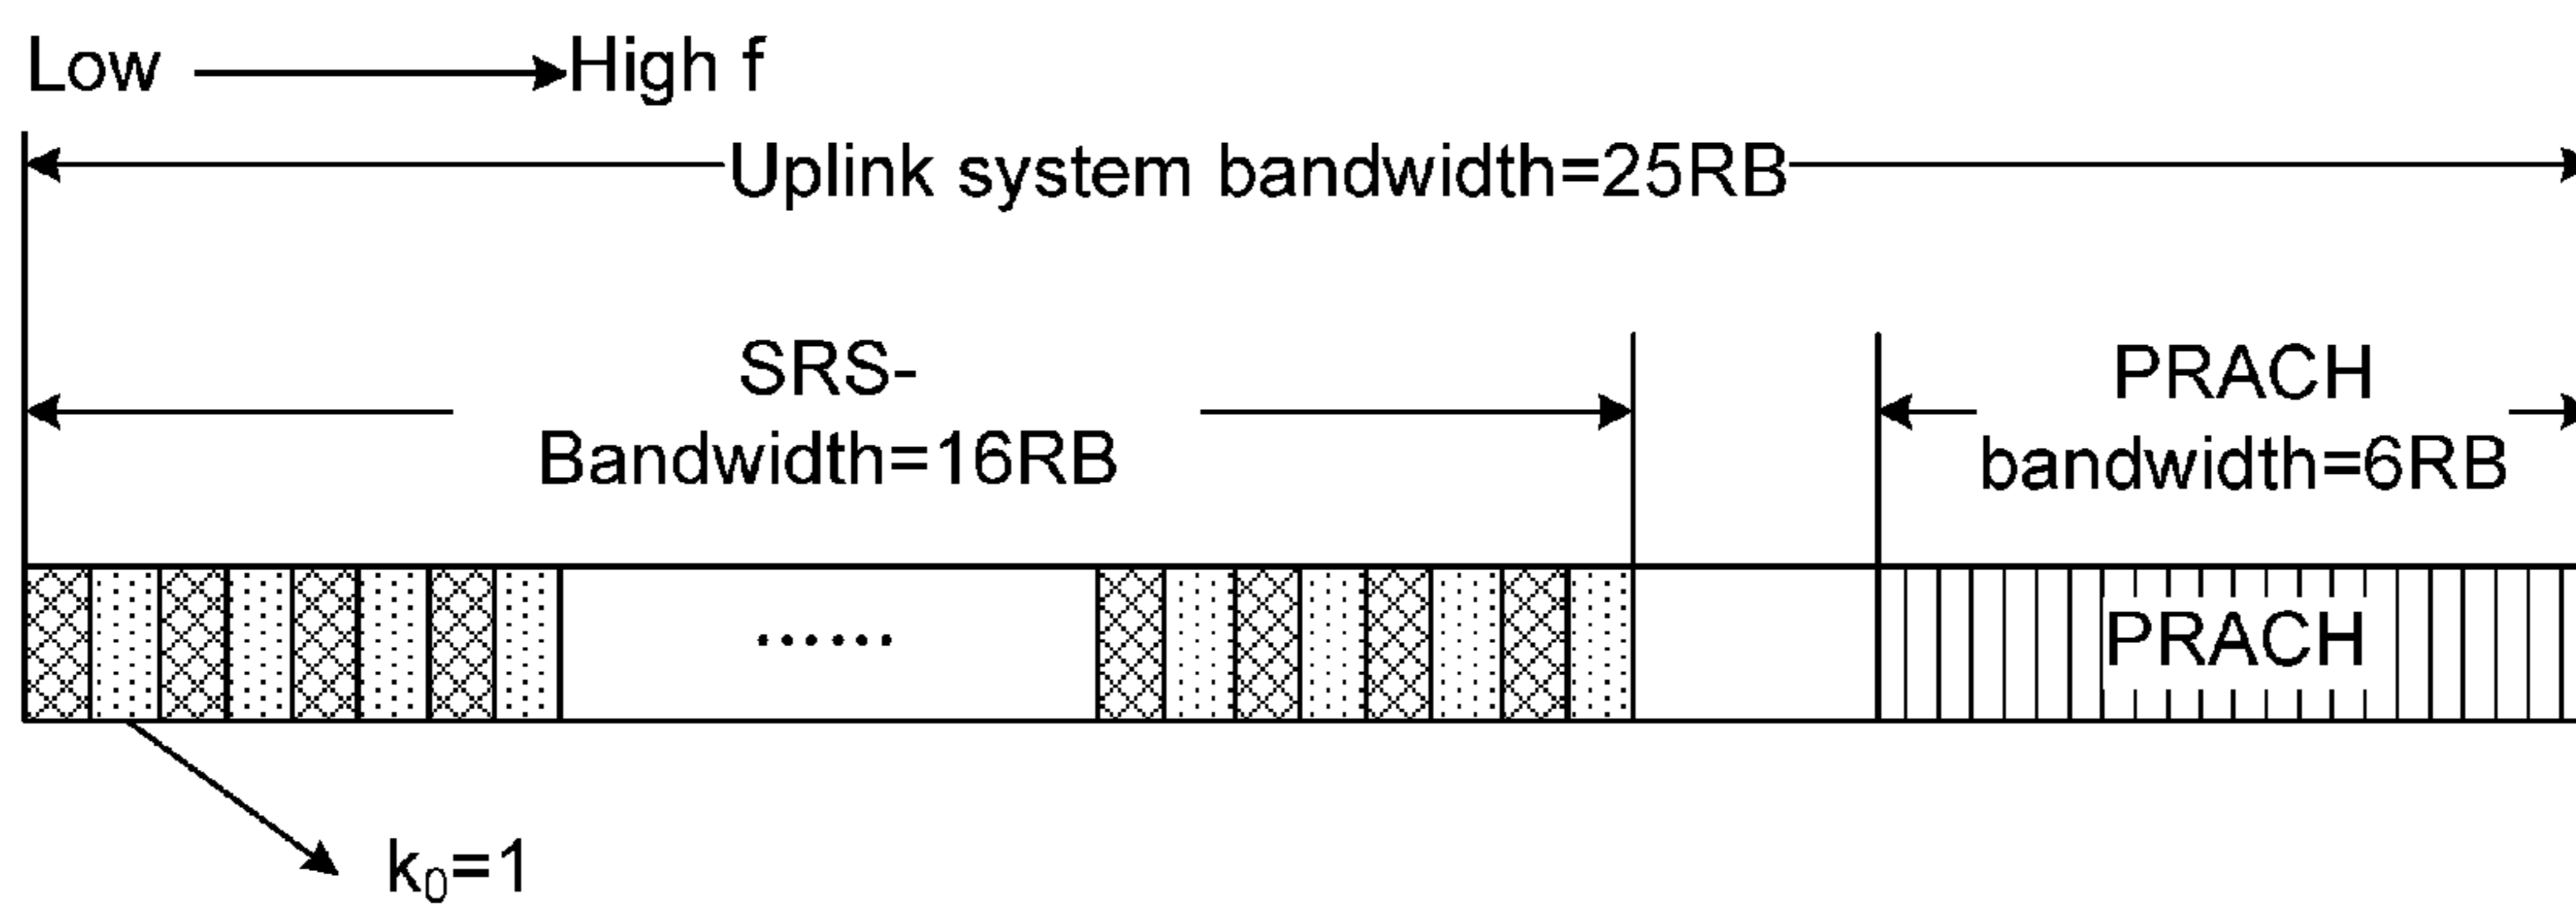 Low High f
Uplink system bandwidth=25RB
SRS-
Bandwidth=16RB
PRACH
bandwidth=6RB
......
PRACH
k₀=1